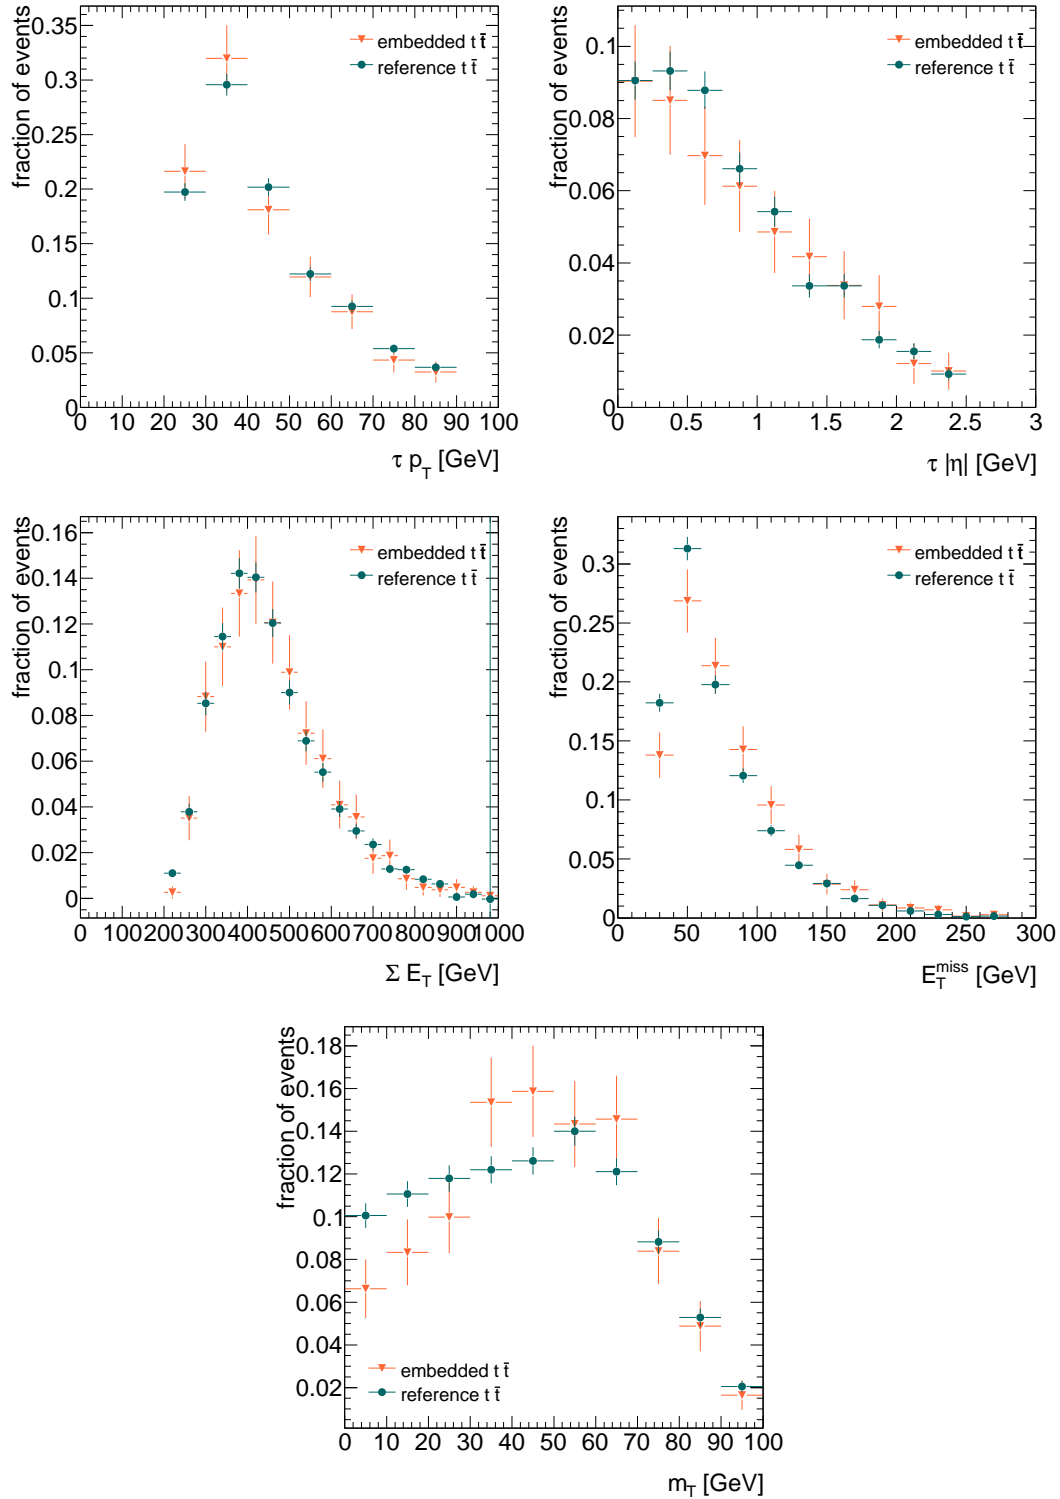 fraction of events
0.35
0.3
0.25
0.2
0.15
0.1
0.05
0
embedded t t̄
reference t t̄
0 10 20 30 40 50 60 70 80 90 100
τ p_T [GeV]
fraction of events
0.1
0.08
0.06
0.04
0.02
0
embedded t t̄
reference t t̄
0 0.5 1 1.5 2 2.5 3
τ |η| [GeV]
fraction of events
0.16
0.14
0.12
0.1
0.08
0.06
0.04
0.02
0
embedded t t̄
reference t t̄
0 100 200 300 400 500 600 700 800 900 1000
Σ E_T [GeV]
fraction of events
0.3
0.25
0.2
0.15
0.1
0.05
0
embedded t t̄
reference t t̄
0 50 100 150 200 250 300
E_T^miss [GeV]
fraction of events
0.18
0.16
0.14
0.12
0.1
0.08
0.06
0.04
0.02
embedded t t̄
reference t t̄
0 10 20 30 40 50 60 70 80 90 100
m_T [GeV]